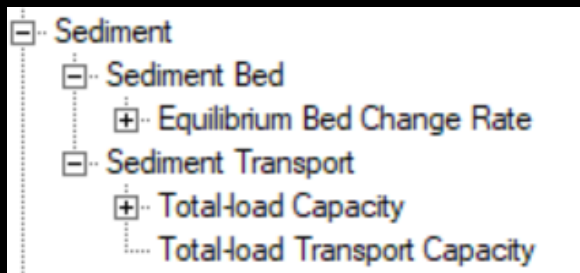 Sediment
Sediment Bed
Equilibrium Bed Change Rate
Sediment Transport
Total-load Capacity
Total-load Transport Capacity